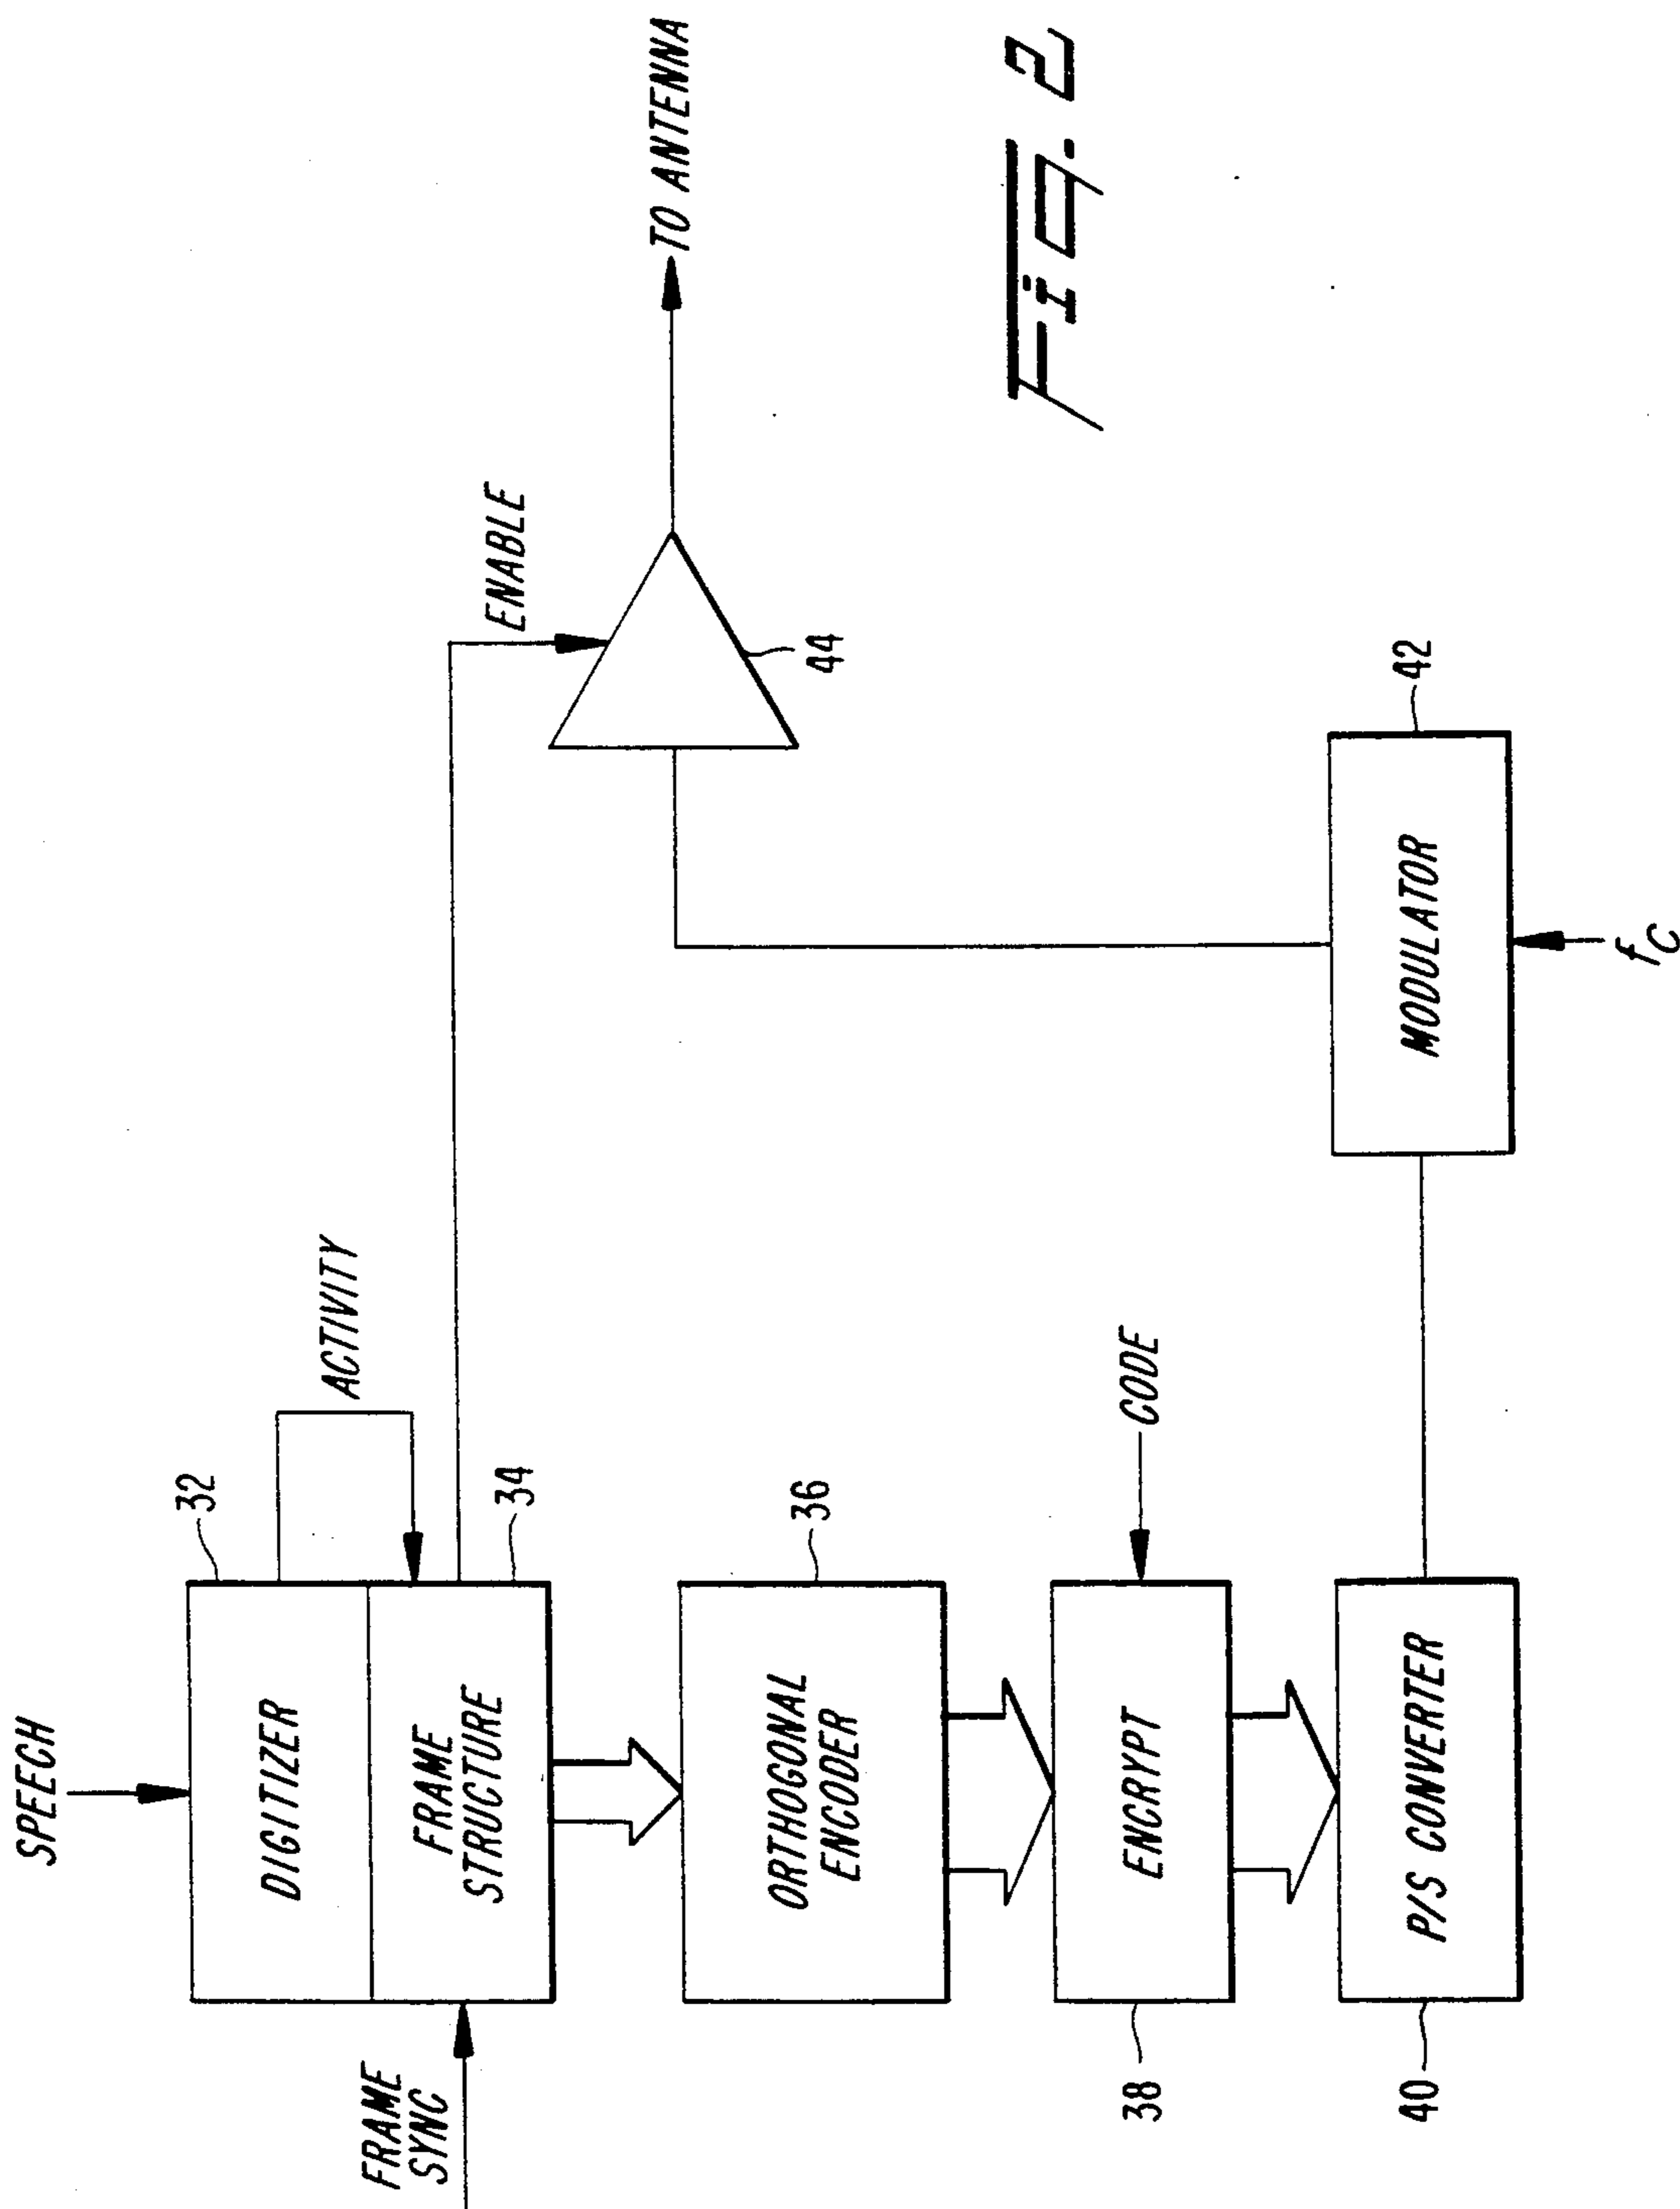 SPEECH
32
DIGITIZER
ACTIVITY
FRAME
SYNC
FRAME
STRUCTURE
34
ENABLE
TO ANTENNA
44
ORTHOGONAL
ENCODER
36
CODE
ENCRYPT
38
P/S CONVERTER
40
MODULATOR
42
fC
Fig. 2